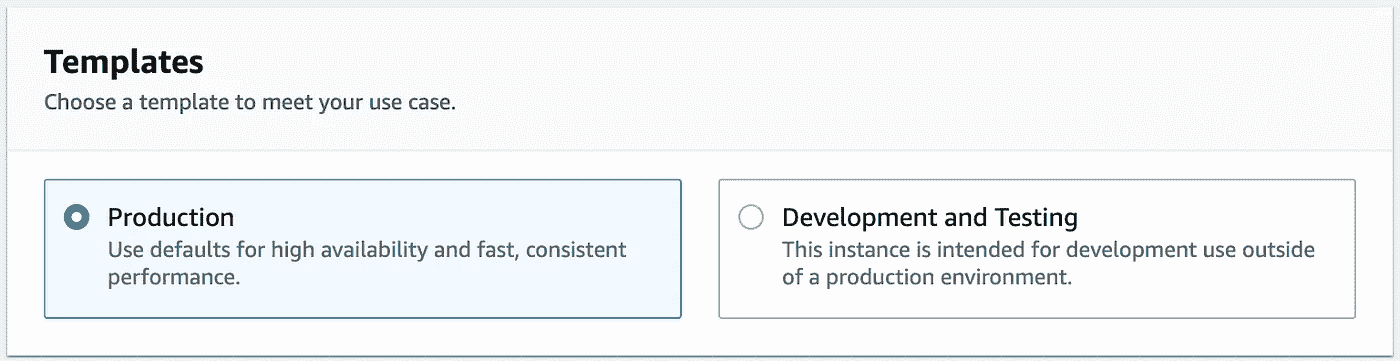 Templates
Choose a template to meet your use case.
Production
Use defaults for high availability and fast, consistent
performance.
Development and Testing
This instance is intended for development use outside
of a production environment.